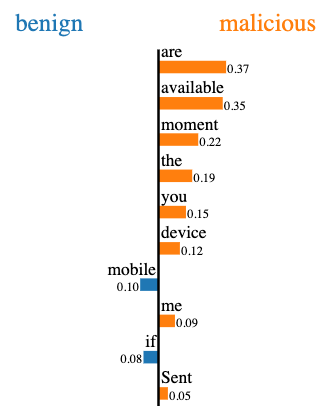 benign malicious
are
0.37
available
0.35
moment
0.22
the
0.19
you
0.15
device
0.12
mobile
0.10
me
0.09
if
0.08
Sent
0.05